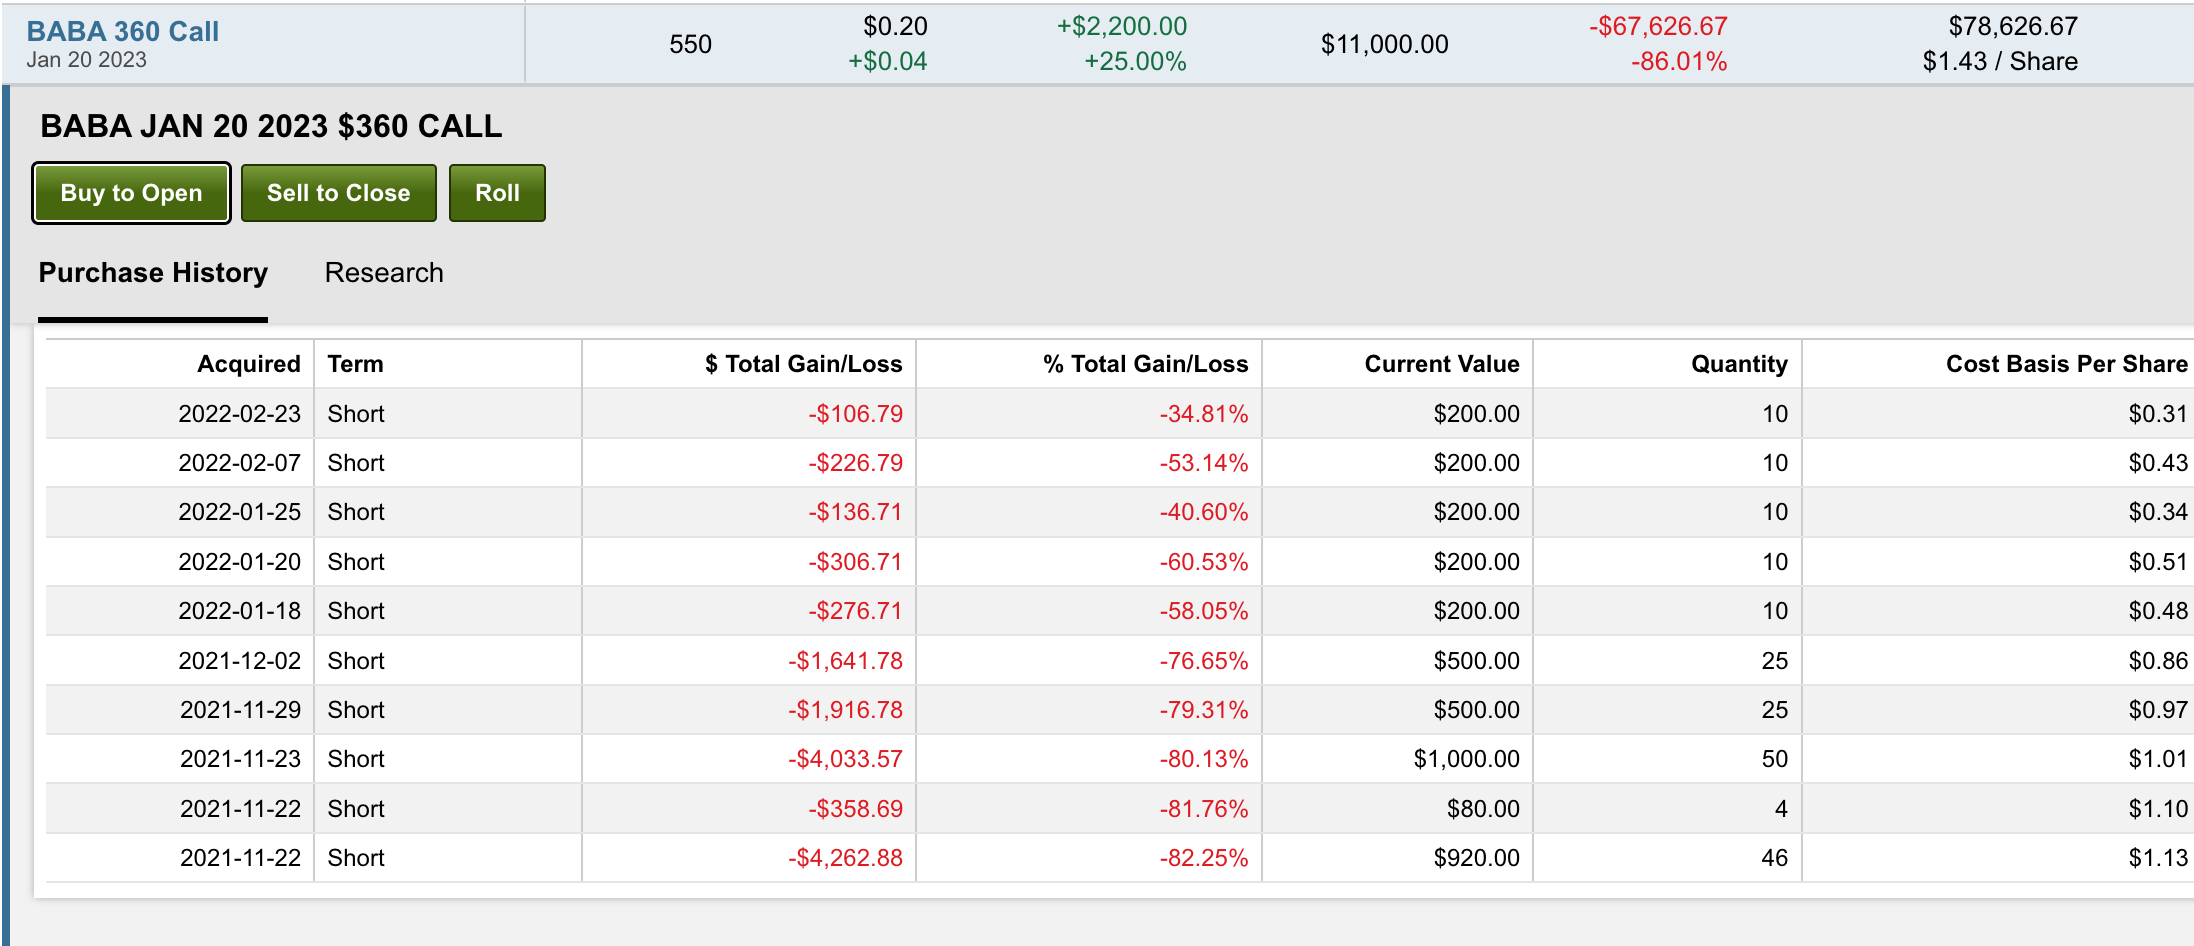 BABA 360 Call
Jan 20 2023
550
$0.20
+$0.04
+$2,200.00
+25.00%
$11,000.00
-$67,626.67
-86.01%
$78,626.67
$1.43 / Share
BABA JAN 20 2023 $360 CALL
Buy to Open Sell to Close Roll
Purchase History Research
Acquired Term $ Total Gain/Loss % Total Gain/Loss Current Value Quantity Cost Basis Per Share
2022-02-23 Short -$106.79 -34.81% $200.00 10 $0.31
2022-02-07 Short -$226.79 -53.14% $200.00 10 $0.43
2022-01-25 Short -$136.71 -40.60% $200.00 10 $0.34
2022-01-20 Short -$306.71 -60.53% $200.00 10 $0.51
2022-01-18 Short -$276.71 -58.05% $200.00 10 $0.48
2021-12-02 Short -$1,641.78 -76.65% $500.00 25 $0.86
2021-11-29 Short -$1,916.78 -79.31% $500.00 25 $0.97
2021-11-23 Short -$4,033.57 -80.13% $1,000.00 50 $1.01
2021-11-22 Short -$358.69 -81.76% $80.00 4 $1.10
2021-11-22 Short -$4,262.88 -82.25% $920.00 46 $1.13